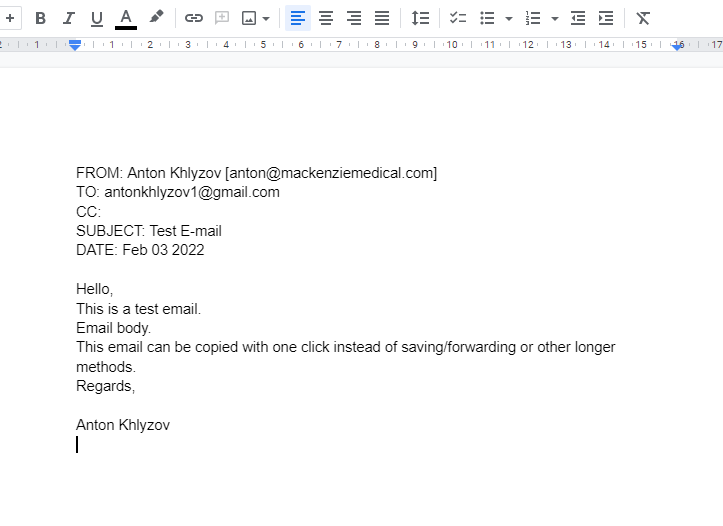 + B I U A
2 1 1 2 3 4 5 6 7 8 9 10 11 12 13 14 15 16 17
FROM: Anton Khlyzov [anton@mackenziemedical.com]
TO: antonkhlyzov1@gmail.com
CC:
SUBJECT: Test E-mail
DATE: Feb 03 2022
Hello,
This is a test email.
Email body.
This email can be copied with one click instead of saving/forwarding or other longer
methods.
Regards,
Anton Khlyzov